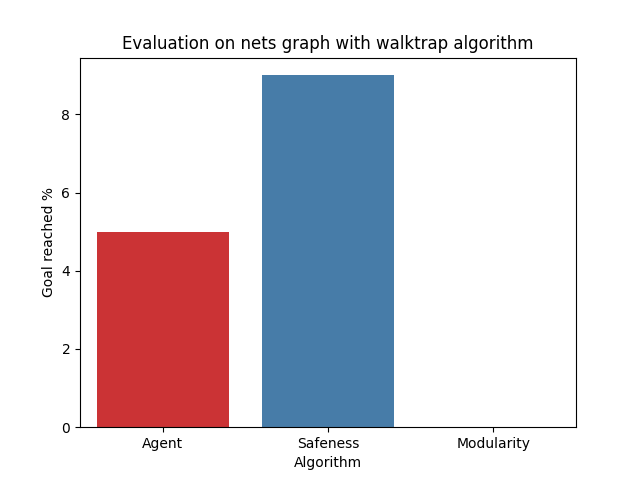 Evaluation on nets graph with walktrap algorithm
Goal reached %
8
6
4
2
0
Agent Safeness Modularity
Algorithm